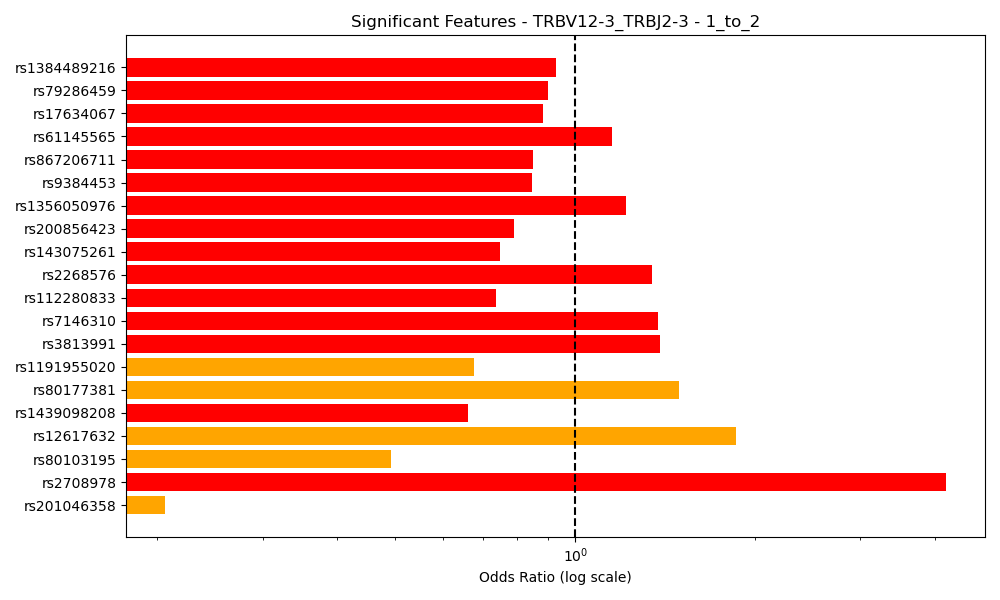 Significant Features - TRBV12-3_TRBJ2-3 - 1_to_2
rs1384489216
rs79286459
rs17634067
rs61145565
rs867206711
rs9384453
rs1356050976
rs200856423
rs143075261
rs2268576
rs112280833
rs7146310
rs3813991
rs1191955020
rs80177381
rs1439098208
rs12617632
rs80103195
rs2708978
rs201046358
10⁰
Odds Ratio (log scale)